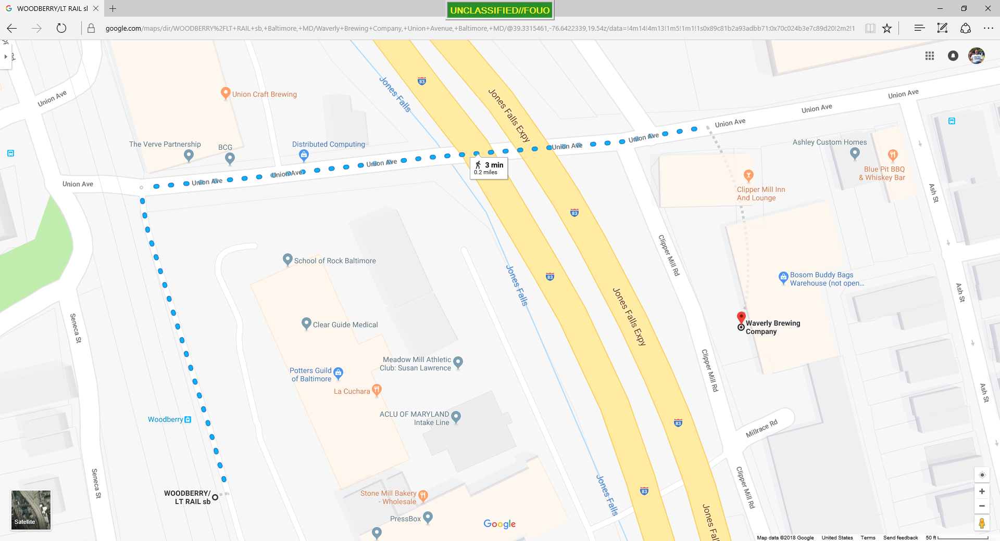 WOODBERRY/LT RAIL sl
UNCLASSIFIED//FOUO
google.com/maps/dir/WOODBERRY%2FLT+RAIL+sb,+Baltimore,+MD/Waverly+Brewing+Company,+Union+Avenue,+Baltimore,+MD/@39.3315461,-76.6422339,19.54z/data=!4m14!4m13!1m5!1m1!1s0x89c81b2a93adbb71:0x70c024b3e7c89d20!2m2!1
Union Ave
Union Craft Brewing
Jones Falls
83
Jones Falls Expy
Union Ave
Union Ave
Union Ave
Union Ave
Union Ave
The Verve Partnership
BCG
Distributed Computing
Ashley Custom Homes
Union Ave
Union Ave
Union Ave
Union Ave
Union Ave
3 min
0.2 miles
Blue Pit BBQ
& Whiskey Bar
Clipper Mill Inn
And Lounge
Ash St
83
Clipper Mill Rd
School of Rock Baltimore
Jones Falls
83
Bosom Buddy Bags
Warehouse (not open...
Ash St
Seneca St
Clear Guide Medical
Jones Falls Expy
Waverly Brewing
Company
Meadow Mill Athletic
Club: Susan Lawrence
Clipper Mill Rd
Potters Guild
of Baltimore
La Cuchara
Ash St
Woodberry
ACLU OF MARYLAND
Intake Line
83
Millrace Rd
Seneca St
WOODBERRY/
LT RAIL sb
Stone Mill Bakery
- Wholesale
Jones Falls
83
Clipper Mill Rd
PressBox
Jones Fal
Satellite
Google
Map data ©2018 Google
United States
Terms
Send feedback
50 ft